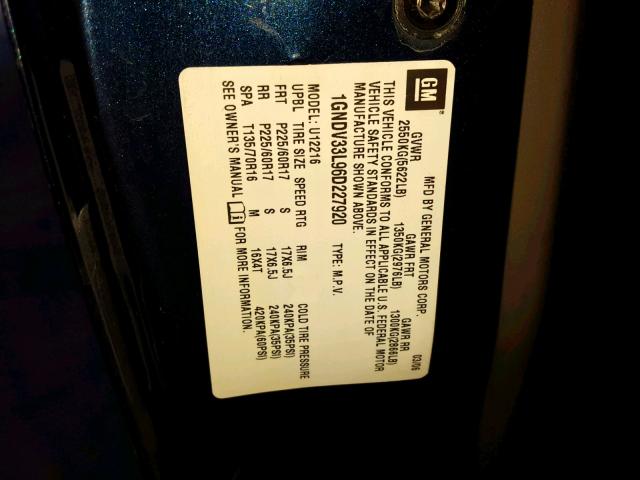 GM ®
MFD BY GENERAL MOTORS CORP. 03/06
GVWR GAWR FRT GAWR RR
2550KG(5622LB) 1350KG(2976LB) 1300KG(2866LB)
THIS VEHICLE CONFORMS TO ALL APPLICABLE U.S. FEDERAL MOTOR
VEHICLE SAFETY STANDARDS IN EFFECT ON THE DATE OF
MANUFACTURE SHOWN ABOVE.
1GNDV33L96D227920 TYPE: M.P.V.
MODEL: U12216
UPBL TIRE SIZE SPEED RTG RIM COLD TIRE PRESSURE
FRT P225/60R17 S 17X6.5J 240KPA(35PSI)
RR P225/60R17 S 17X6.5J 240KPA(35PSI)
SPA T135/70R16 M 16X4T 420KPA(60PSI)
SEE OWNER'S MANUAL FOR MORE INFORMATION.